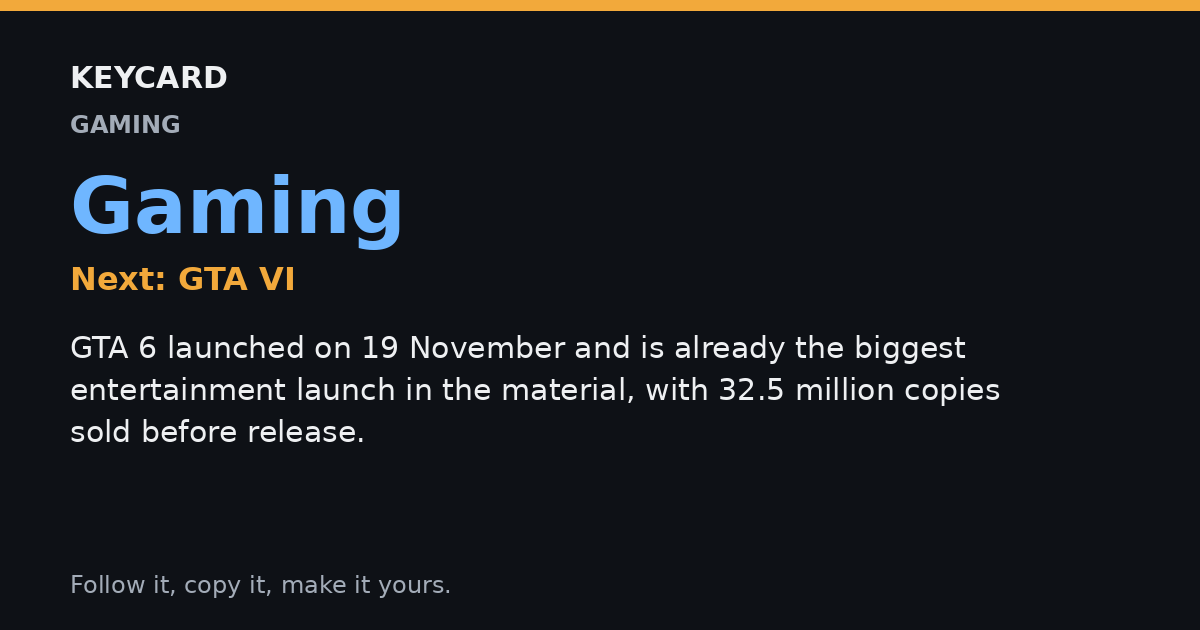 KEYCARD
GAMING
Gaming
Next: GTA VI
GTA 6 launched on 19 November and is already the biggest
entertainment launch in the material, with 32.5 million copies
sold before release.
Follow it, copy it, make it yours.